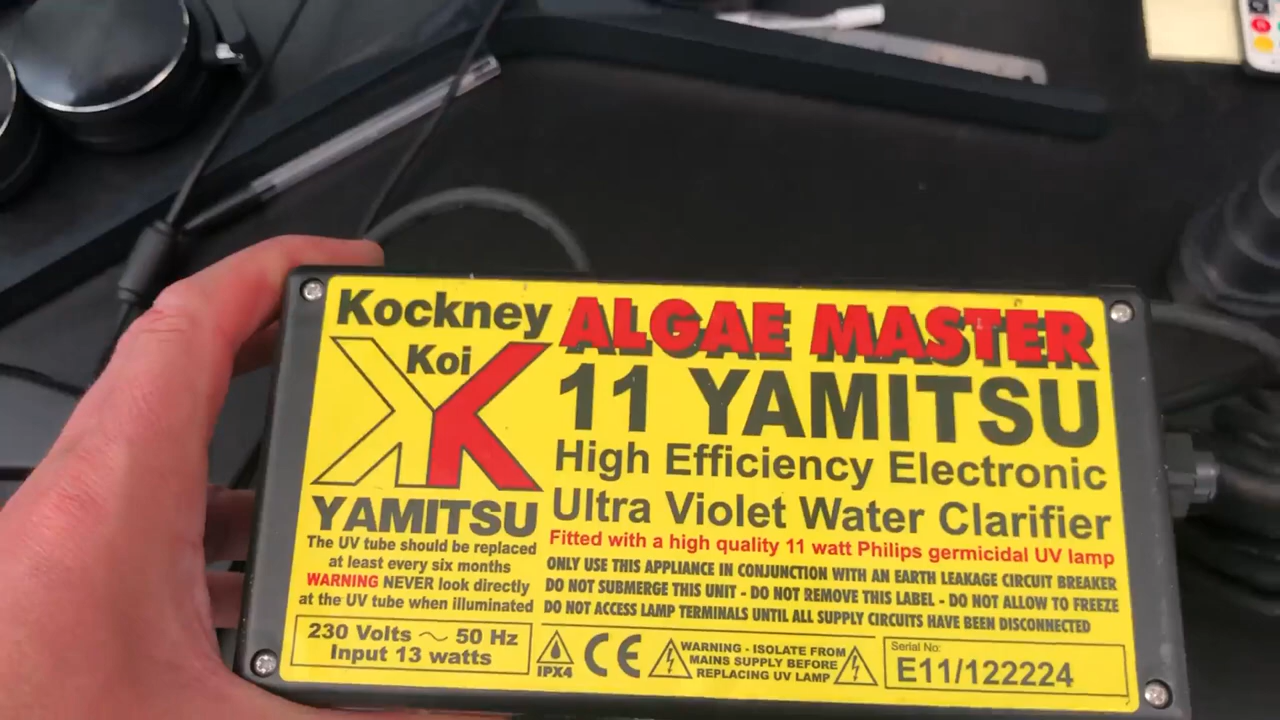 Kockney
Koi
YAMITSU
The UV tube should be replaced
at least every six months
WARNING NEVER look directly
at the UV tube when illuminated
230 Volts ~ 50 Hz
Input 13 watts
ALGAE MASTER
11 YAMITSU
High Efficiency Electronic
Ultra Violet Water Clarifier
Fitted with a high quality 11 watt Philips germicidal UV lamp
ONLY USE THIS APPLIANCE IN CONJUNCTION WITH AN EARTH LEAKAGE CIRCUIT BREAKER
DO NOT SUBMERGE THIS UNIT - DO NOT REMOVE THIS LABEL - DO NOT ALLOW TO FREEZE
DO NOT ACCESS LAMP TERMINALS UNTIL ALL SUPPLY CIRCUITS HAVE BEEN DISCONNECTED
IPX4
CE
WARNING - ISOLATE FROM
MAINS SUPPLY BEFORE
REPLACING UV LAMP
Serial No:
E11/122224